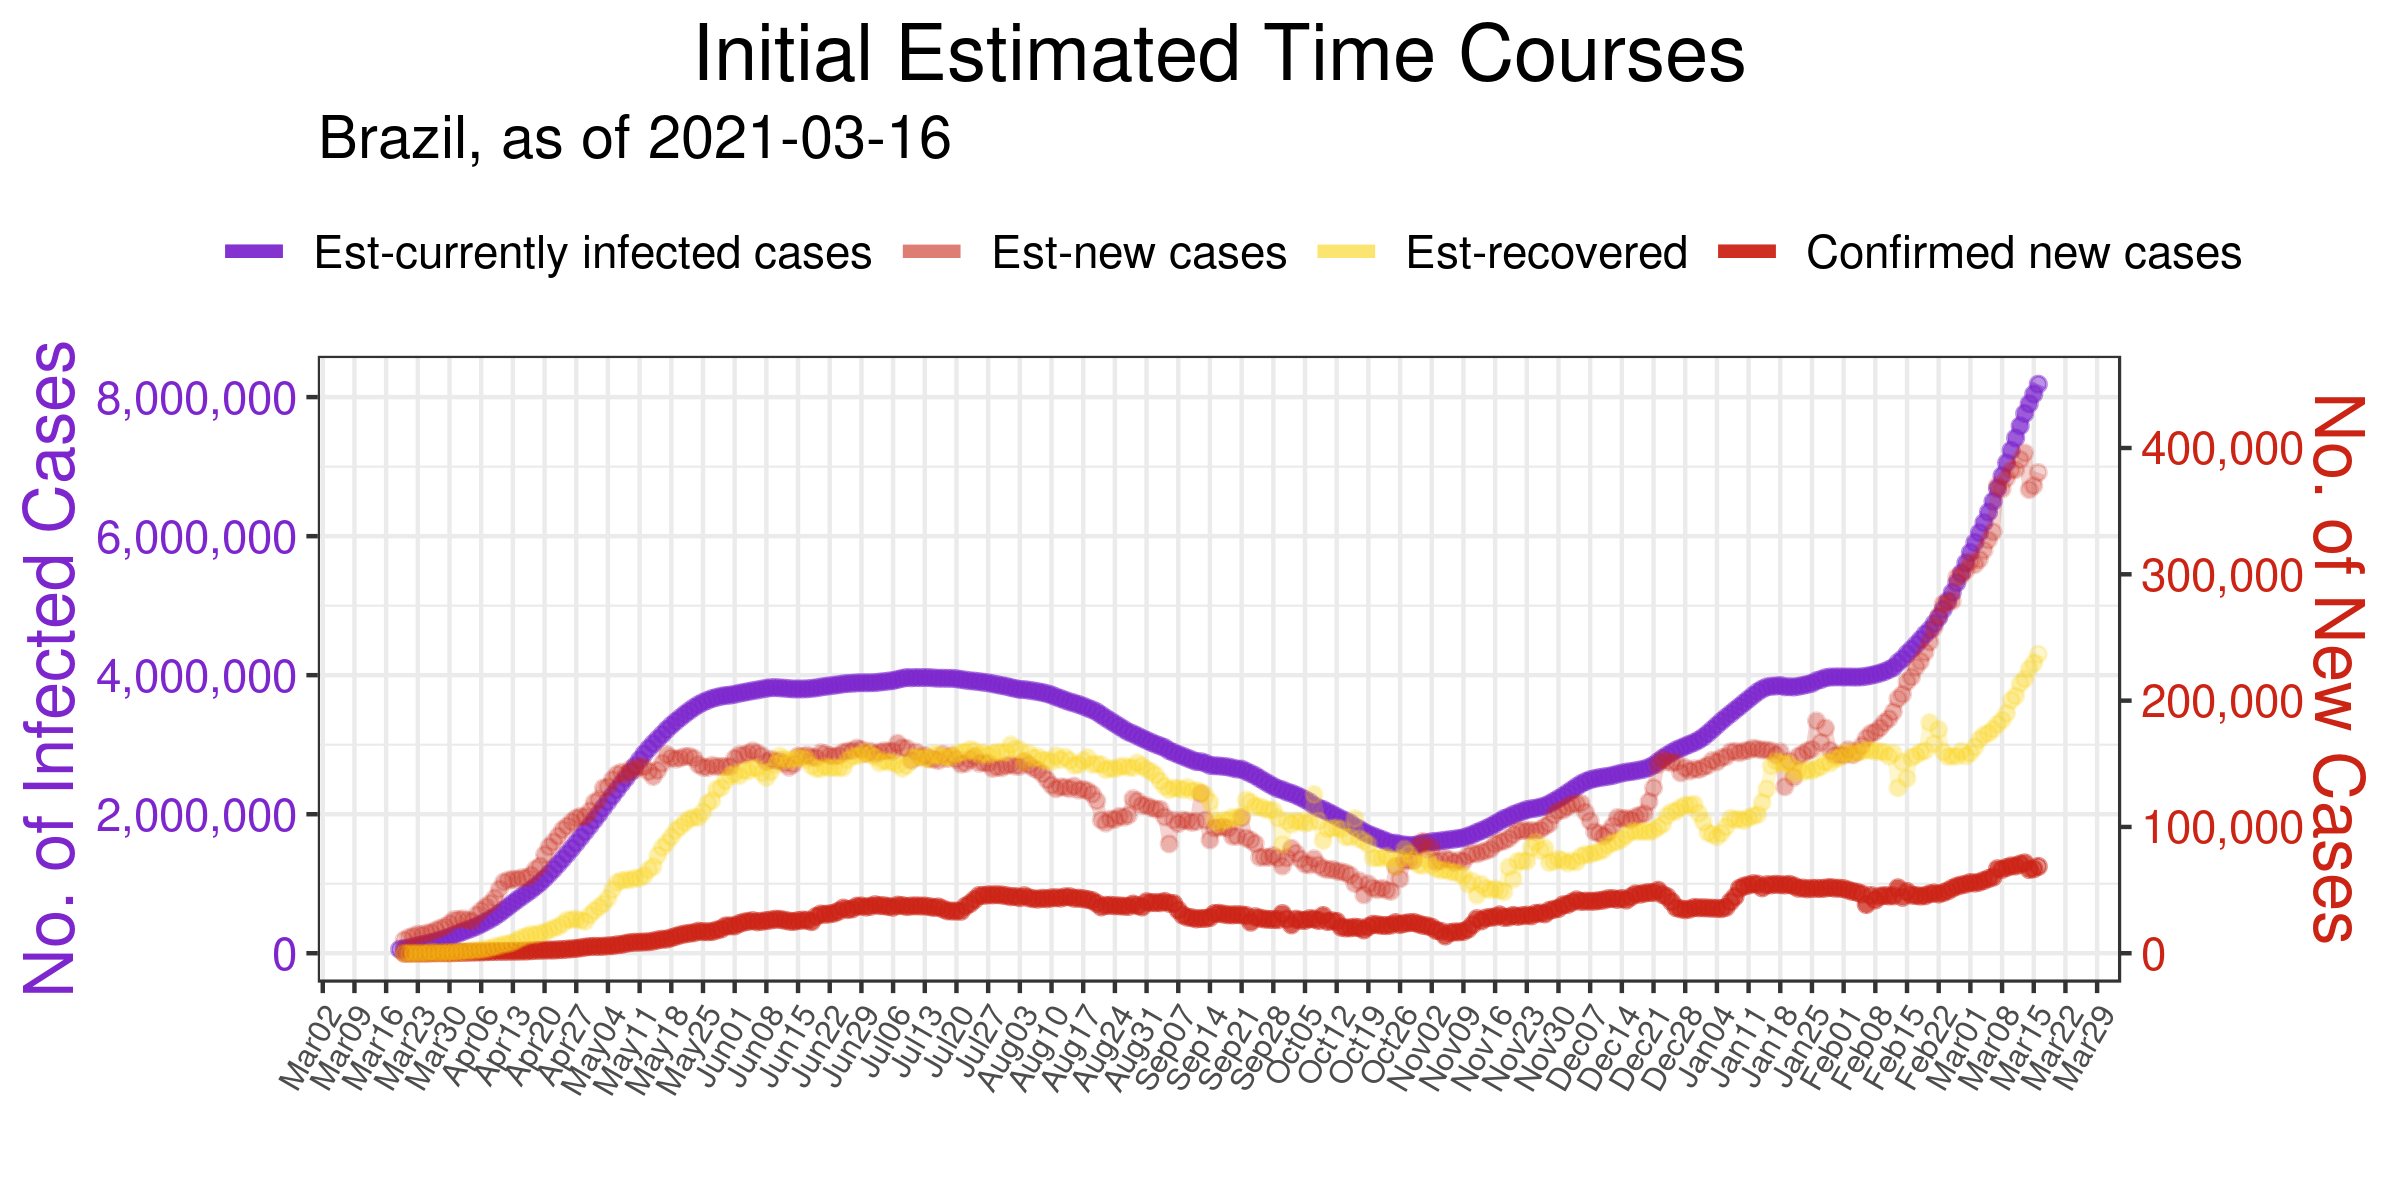 Initial Estimated Time Courses
Brazil, as of 2021-03-16
Est-currently infected cases Est-new cases Est-recovered Confirmed new cases
No. of Infected Cases
8,000,000
6,000,000
4,000,000
2,000,000
0
No. of New Cases
400,000
300,000
200,000
100,000
0
Mar02 Mar09 Mar16 Mar23 Mar30 Apr06 Apr13 Apr20 Apr27 May04 May11 May18 May25 Jun01 Jun08 Jun15 Jun22 Jun29 Jul06 Jul13 Jul20 Jul27 Aug03 Aug10 Aug17 Aug24 Aug31 Sep07 Sep14 Sep21 Sep28 Oct05 Oct12 Oct19 Oct26 Nov02 Nov09 Nov16 Nov23 Nov30 Dec07 Dec14 Dec21 Dec28 Jan04 Jan11 Jan18 Jan25 Feb01 Feb08 Feb15 Feb22 Mar01 Mar08 Mar15 Mar22 Mar29